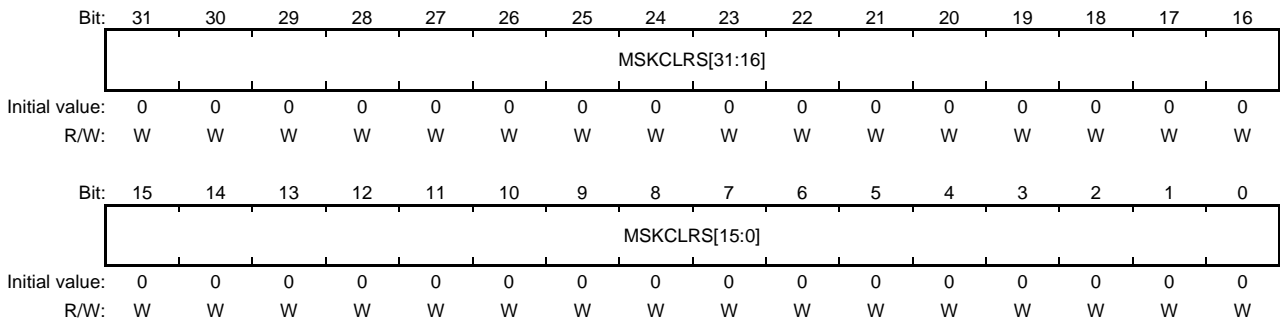 Bit: 31 30 29 28 27 26 25 24 23 22 21 20 19 18 17 16
MSKCLRS[31:16]
Initial value: 0 0 0 0 0 0 0 0 0 0 0 0 0 0 0 0
R/W: W W W W W W W W W W W W W W W W
Bit: 15 14 13 12 11 10 9 8 7 6 5 4 3 2 1 0
MSKCLRS[15:0]
Initial value: 0 0 0 0 0 0 0 0 0 0 0 0 0 0 0 0
R/W: W W W W W W W W W W W W W W W W